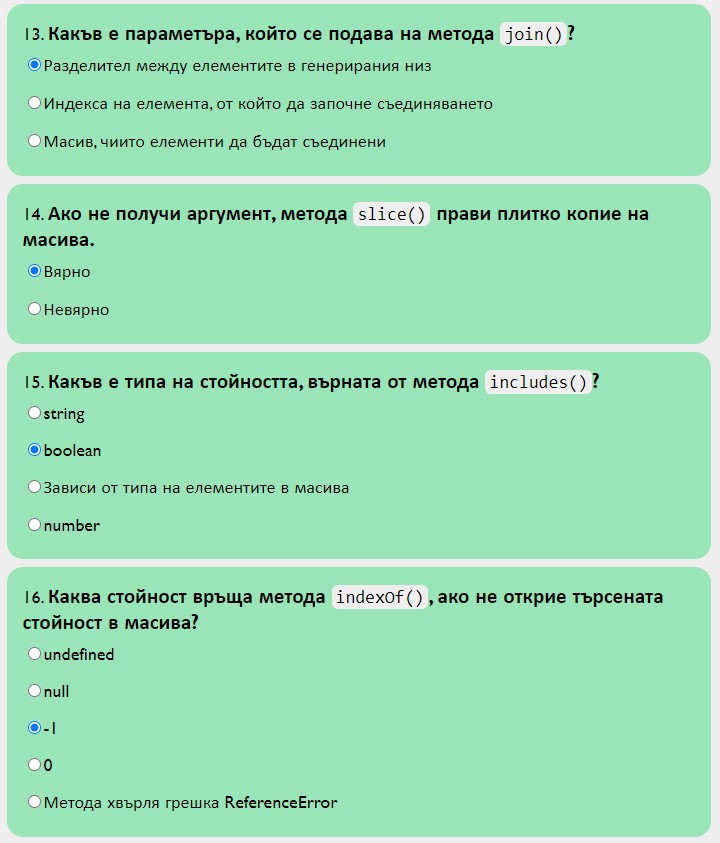 13. Какъв е параметъра, който се подава на метода join()?
Разделител между елементите в генерирания низ
Индекса на елемента, от който да започне съединяването
Масив, чиито елементи да бъдат съединени
14. Ако не получи аргумент, метода slice() прави плитко копие на
масива.
Вярно
Невярно
15. Какъв е типа на стойността, върната от метода includes()?
string
boolean
Зависи от типа на елементите в масива
number
16. Каква стойност връща метода indexOf(), ако не открие търсената
стойност в масива?
undefined
null
-1
0
Метода хвърля грешка ReferenceError